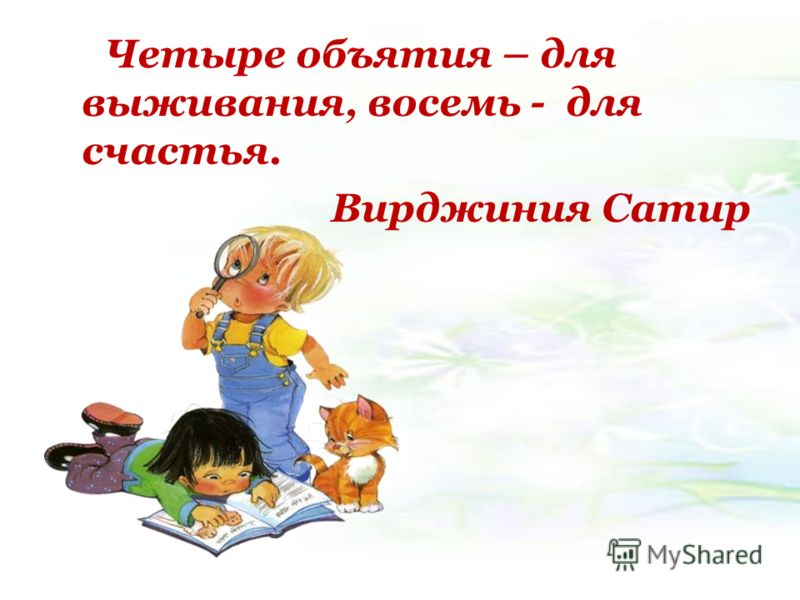 Четыре объятия – для
выживания, восемь - для
счастья.
Вирджиния Сатир
MyShared